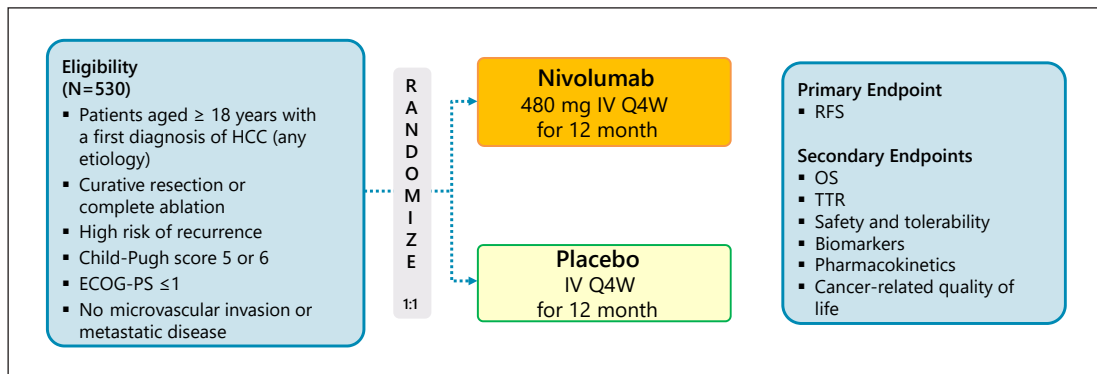 Eligibility
(N=530)
▪ Patients aged ≥ 18 years with
a first diagnosis of HCC (any
etiology)
▪ Curative resection or
complete ablation
▪ High risk of recurrence
▪ Child-Pugh score 5 or 6
▪ ECOG-PS ≤1
▪ No microvascular invasion or
metastatic disease
R
A
N
D
O
M
I
Z
E
1:1
Nivolumab
480 mg IV Q4W
for 12 month
Placebo
IV Q4W
for 12 month
Primary Endpoint
▪ RFS
Secondary Endpoints
▪ OS
▪ TTR
▪ Safety and tolerability
▪ Biomarkers
▪ Pharmacokinetics
▪ Cancer-related quality of
life